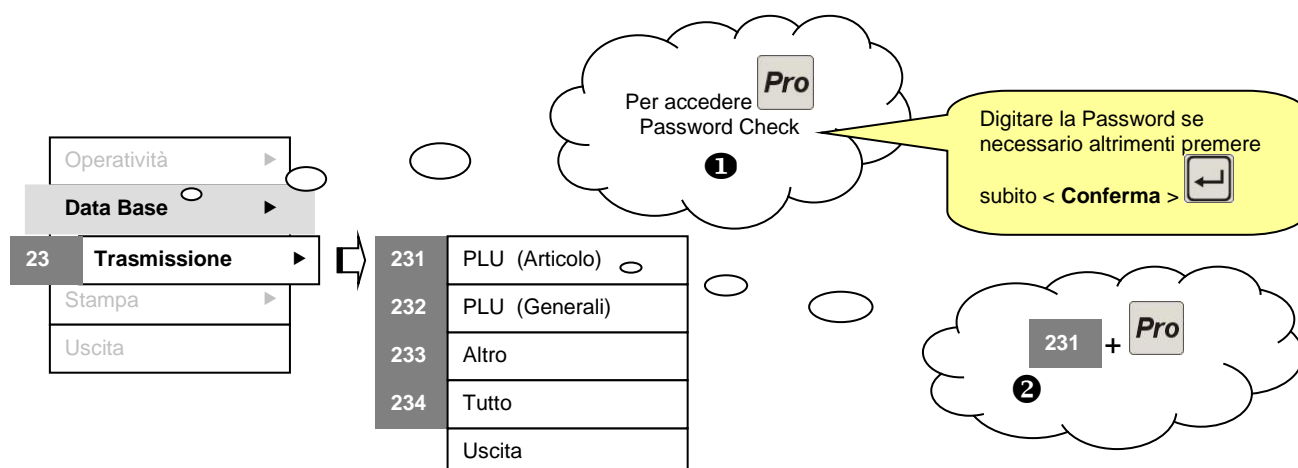 Per accedere Pro
Password Check
❶
Digitare la Password se
necessario altrimenti premere
subito < Conferma >
Operatività
Data Base
23 Trasmissione
Stampa
Uscita
231 PLU (Articolo)
232 PLU (Generali)
233 Altro
234 Tutto
Uscita
231 + Pro
❷